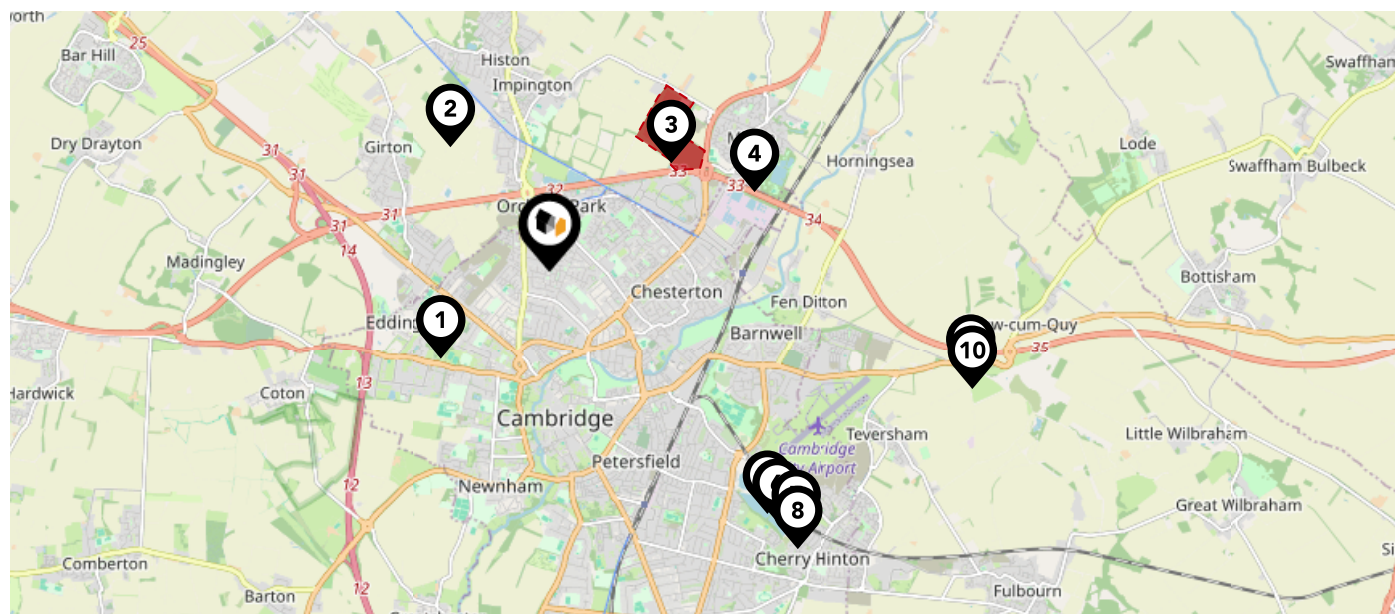 orth
25
Bar Hill
Histon
Impington
Swaffham
2
3
4
Lode
Dry Drayton
31
Girton
Horningsea
Swaffham Bulbeck
31
33
33
32
31
34
31
14
Madingley
Bottisham
Chesterton
Fen Ditton
1
Barnwell
w-cum-Quy
10
35
Hardwick
13
Coton
Cambridge
Teversham
Little Wilbraham
Cambridge
y Airport
Petersfield
12
Newnham
8
Great Wilbraham
Cherry Hinton
Comberton
12
Fulbourn
Barton